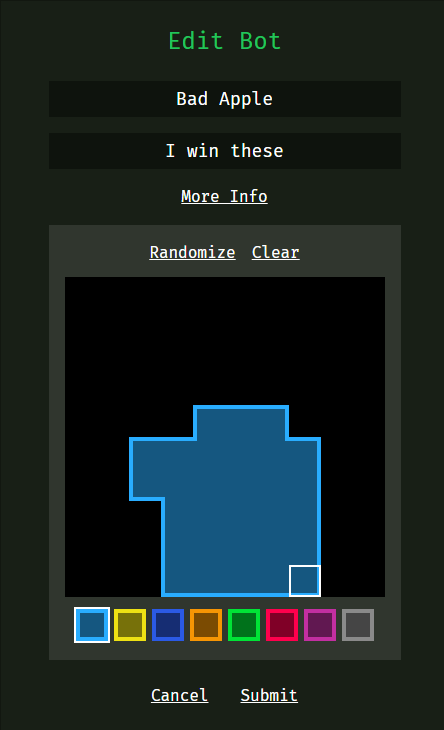 Edit Bot
Bad Apple
I win these
More Info
Randomize Clear
Cancel Submit